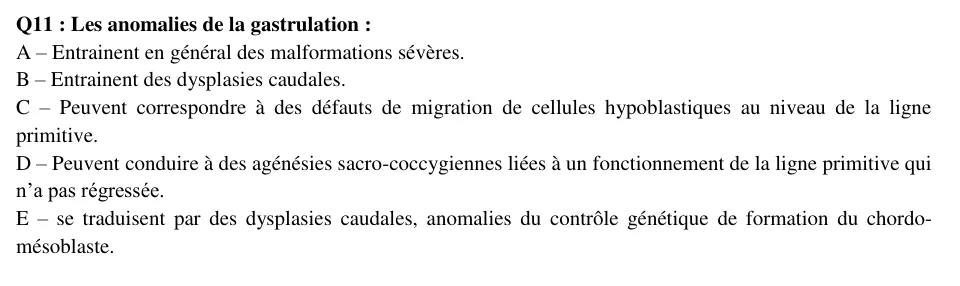 Q11 : Les anomalies de la gastrulation :
A – Entrainent en général des malformations sévères.
B – Entrainent des dysplasies caudales.
C – Peuvent correspondre à des défauts de migration de cellules hypoblastiques au niveau de la ligne
primitive.
D – Peuvent conduire à des agénésies sacro-coccygiennes liées à un fonctionnement de la ligne primitive qui
n’a pas régressée.
E – se traduisent par des dysplasies caudales, anomalies du contrôle génétique de formation du chordo-
mésoblaste.